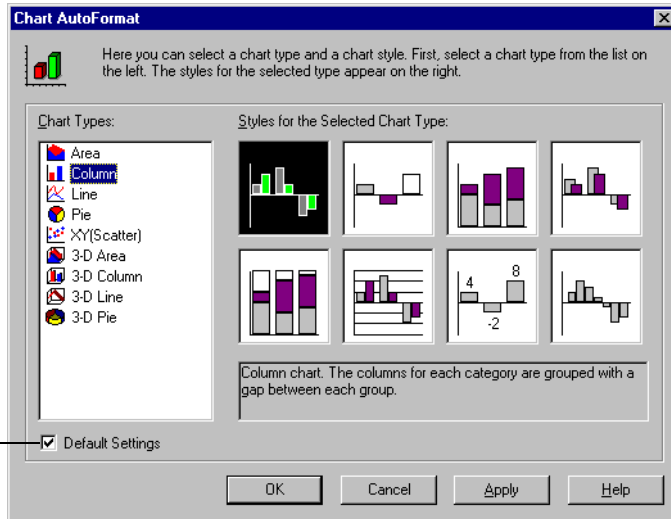 Chart AutoFormat
Here you can select a chart type and a chart style. First, select a chart type from the list on
the left. The styles for the selected type appear on the right.
Chart Types:
Styles for the Selected Chart Type:
Area
Column
Line
Pie
XY(Scatter)
3-D Area
3-D Column
3-D Line
3-D Pie
4
8
-2
Column chart. The columns for each category are grouped with a
gap between each group.
Default Settings
OK
Cancel
Apply
Help